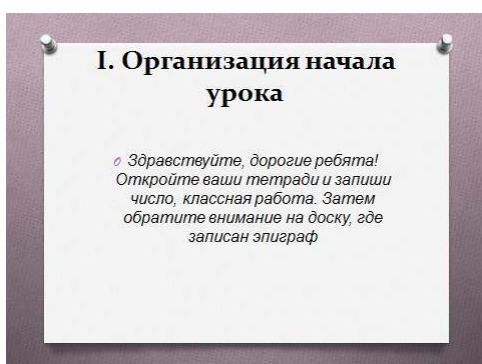 I. Организация начала
урока
Здравствуйте, дорогие ребята!
Откройте ваши тетради и запиши
число, классная работа. Затем
обратите внимание на доску, где
записан эпиграф